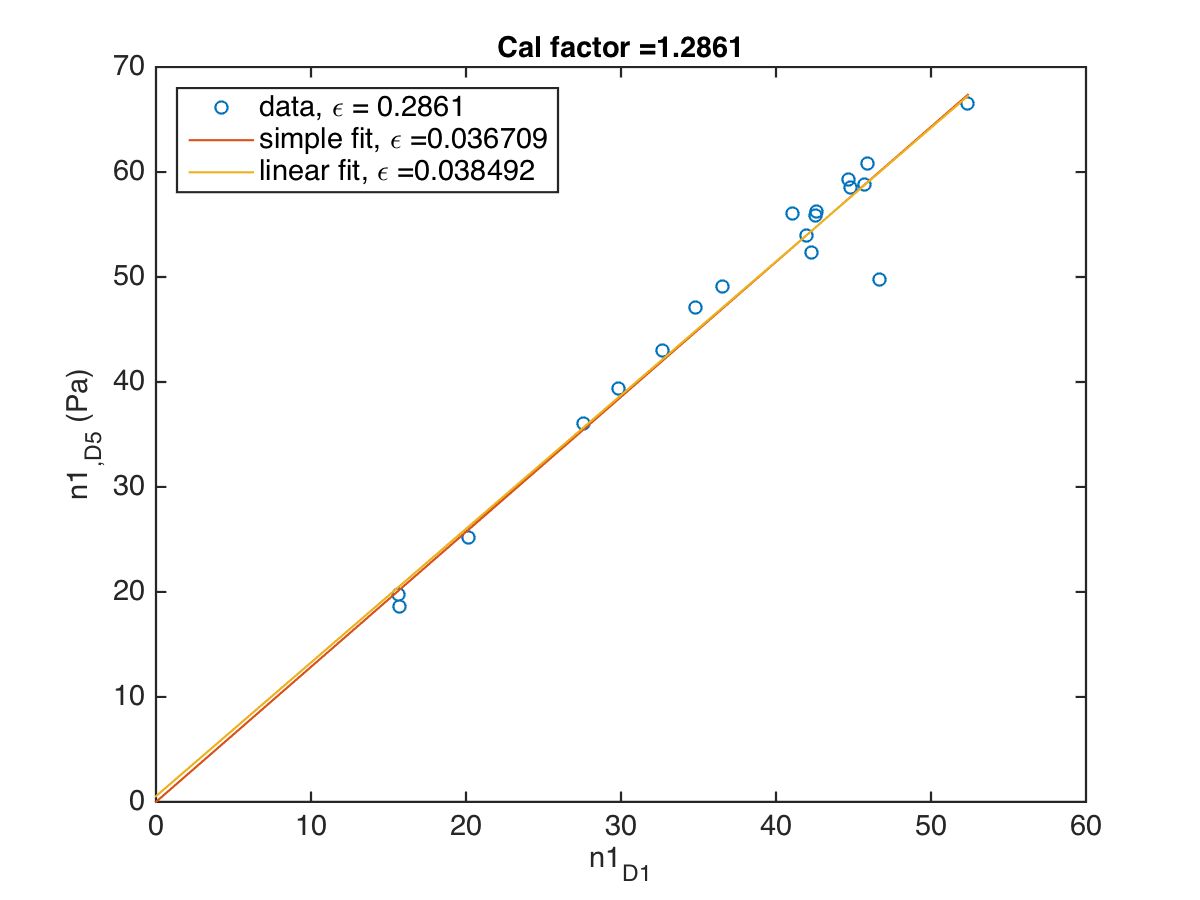 Cal factor =1.2861
data, ϵ = 0.2861
simple fit, ϵ =0.036709
linear fit, ϵ =0.038492
70
60
50
40
30
20
10
0
n1,D5 (Pa)
0 10 20 30 40 50 60
n1D1